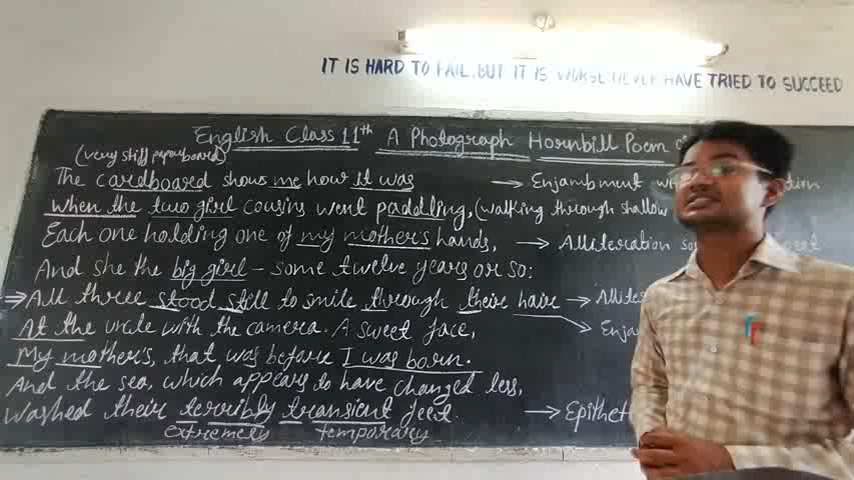 IT IS HARD TO FAIL, BUT IT IS WORSE NEVER HAVE TRIED TO SUCCEED
English Class 11th A Photograph Hornbill Poem
(very stiff paperboard)
The cardboard shows me how it was → Enjambment
when the two girl cousins went paddling, (walking through shallow
Each one holding one of my mother's hands, → Alliteration
And she the big girl - some twelve years or so:
⇒ All three stood still to smile through their hair →
At the uncle with the camera. A sweet face,
My mother's, that was before I was born.
And the sea, which appears to have changed less,
Washed their terribly transient feet. → Epithet
extremely temporary